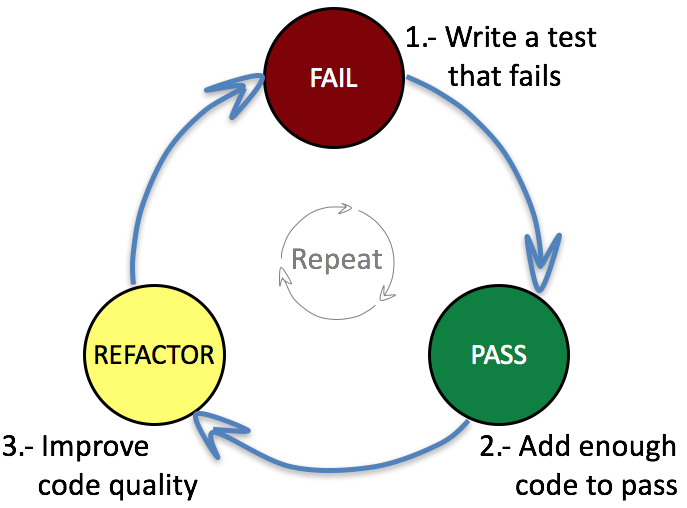 FAIL
1.- Write a test
that fails
Repeat
REFACTOR
PASS
3.- Improve
code quality
2.- Add enough
code to pass